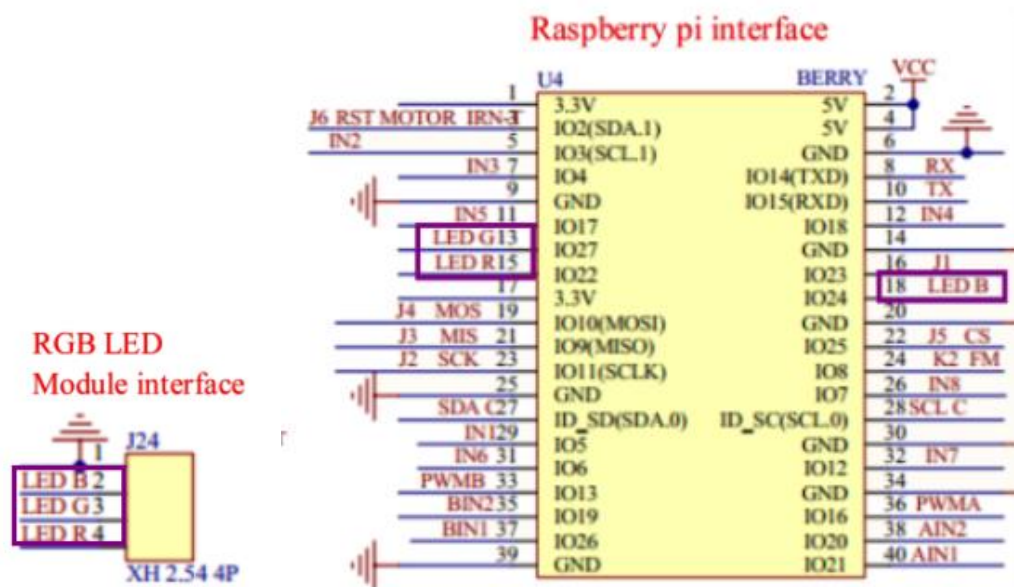 Raspberry pi interface
U4 BERRY VCC
1 3.3V 5V 2
J6 RST MOTOR IRN 3 IO2(SDA.1) 5V 4
IN2 5 IO3(SCL.1) GND 6
IN3 7 IO4 IO14(TXD) 8 RX
9 GND IO15(RXD) 10 TX
IN5 11 IO17 IO18 12 IN4
LED G 13 IO27 GND 14
LED R 15 IO22 IO23 16 J1
17 3.3V IO24 18 LED B
J4 MOS 19 IO10(MOSI) GND 20
J3 MIS 21 IO9(MISO) IO25 22 J5 CS
J2 SCK 23 IO11(SCLK) IO8 24 K2 FM
25 GND IO7 26 IN8
SDA C 27 ID_SD(SDA.0) ID_SC(SCL.0) 28 SCL C
IN1 29 IO5 GND 30
IN6 31 IO6 IO12 32 IN7
PWMB 33 IO13 GND 34
BIN2 35 IO19 IO16 36 PWMA
BIN1 37 IO26 IO20 38 AIN2
39 GND IO21 40 AIN1
RGB LED
Module interface
J24
1
LED B 2
LED G 3
LED R 4
XH 2.54 4P